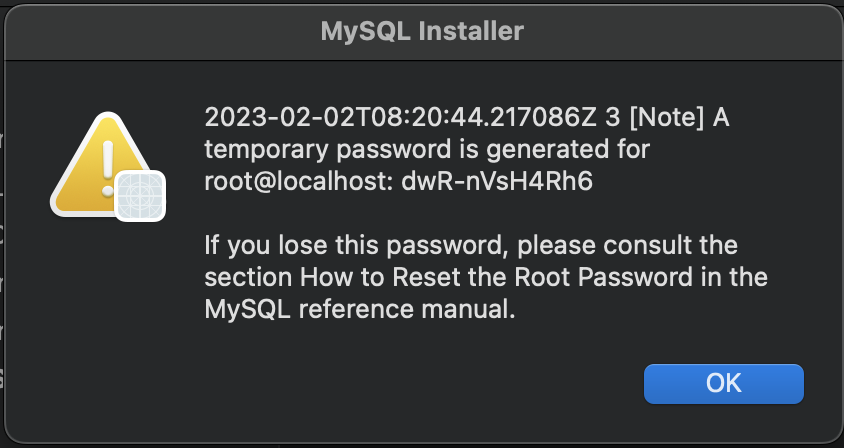 MySQL Installer
2023-02-02T08:20:44.217086Z 3 [Note] A
temporary password is generated for
root@localhost: dwR-nVsH4Rh6
If you lose this password, please consult the
section How to Reset the Root Password in the
MySQL reference manual.
OK